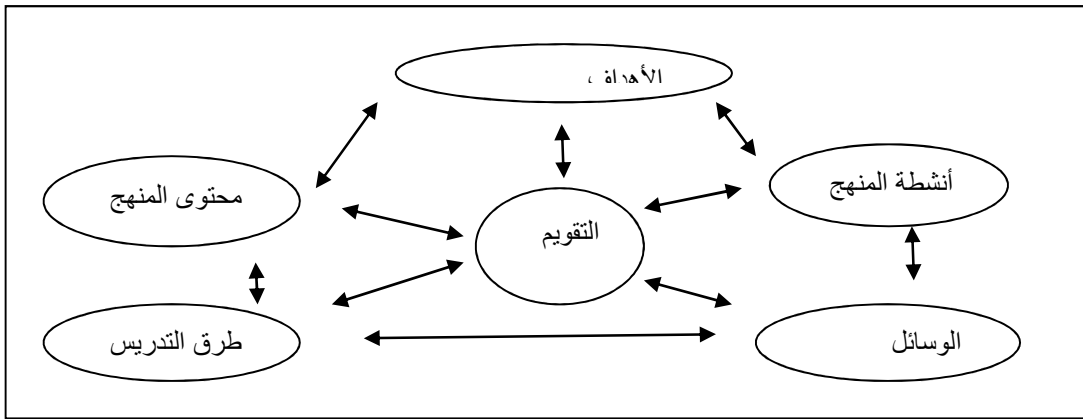 الأهداف
أنشطة المنهج
محتوى المنهج
التقويم
الوسائل
طرق التدريس